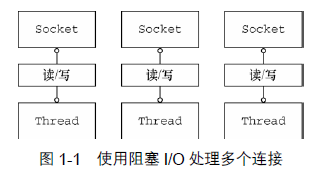 Socket Socket Socket
读/写 读/写 读/写
Thread Thread Thread
图 1-1 使用阻塞 I/O 处理多个连接